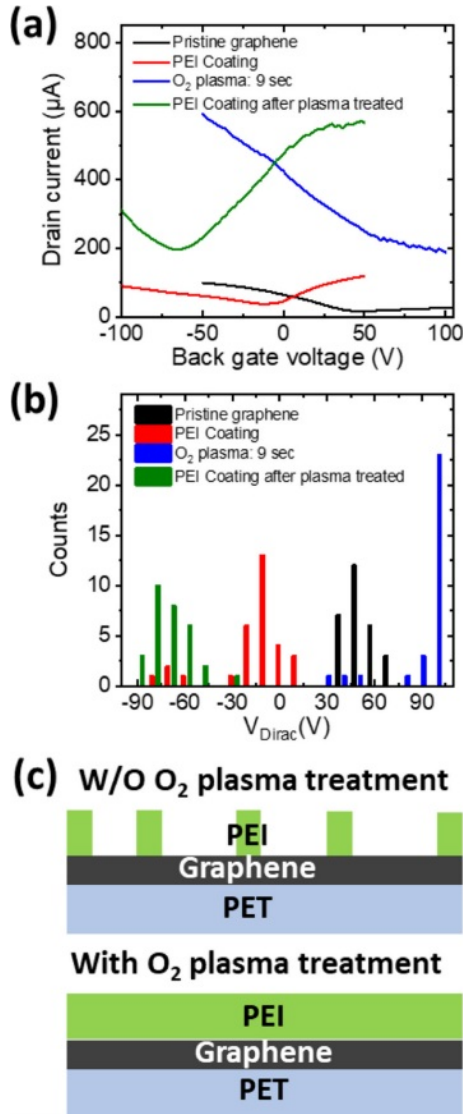 (a)
800
600
400
200
0
Drain current (µA)
Pristine graphene
PEI Coating
O₂ plasma: 9 sec
PEI Coating after plasma treated
-100 -50 0 50 100
Back gate voltage (V)
(b)
25
20
15
10
5
0
Counts
Pristine graphene
PEI Coating
O₂ plasma: 9 sec
PEI Coating after plasma treated
-90 -60 -30 0 30 60 90
V_Dirac(V)
(c)
W/O O₂ plasma treatment
PEI
Graphene
PET
With O₂ plasma treatment
PEI
Graphene
PET